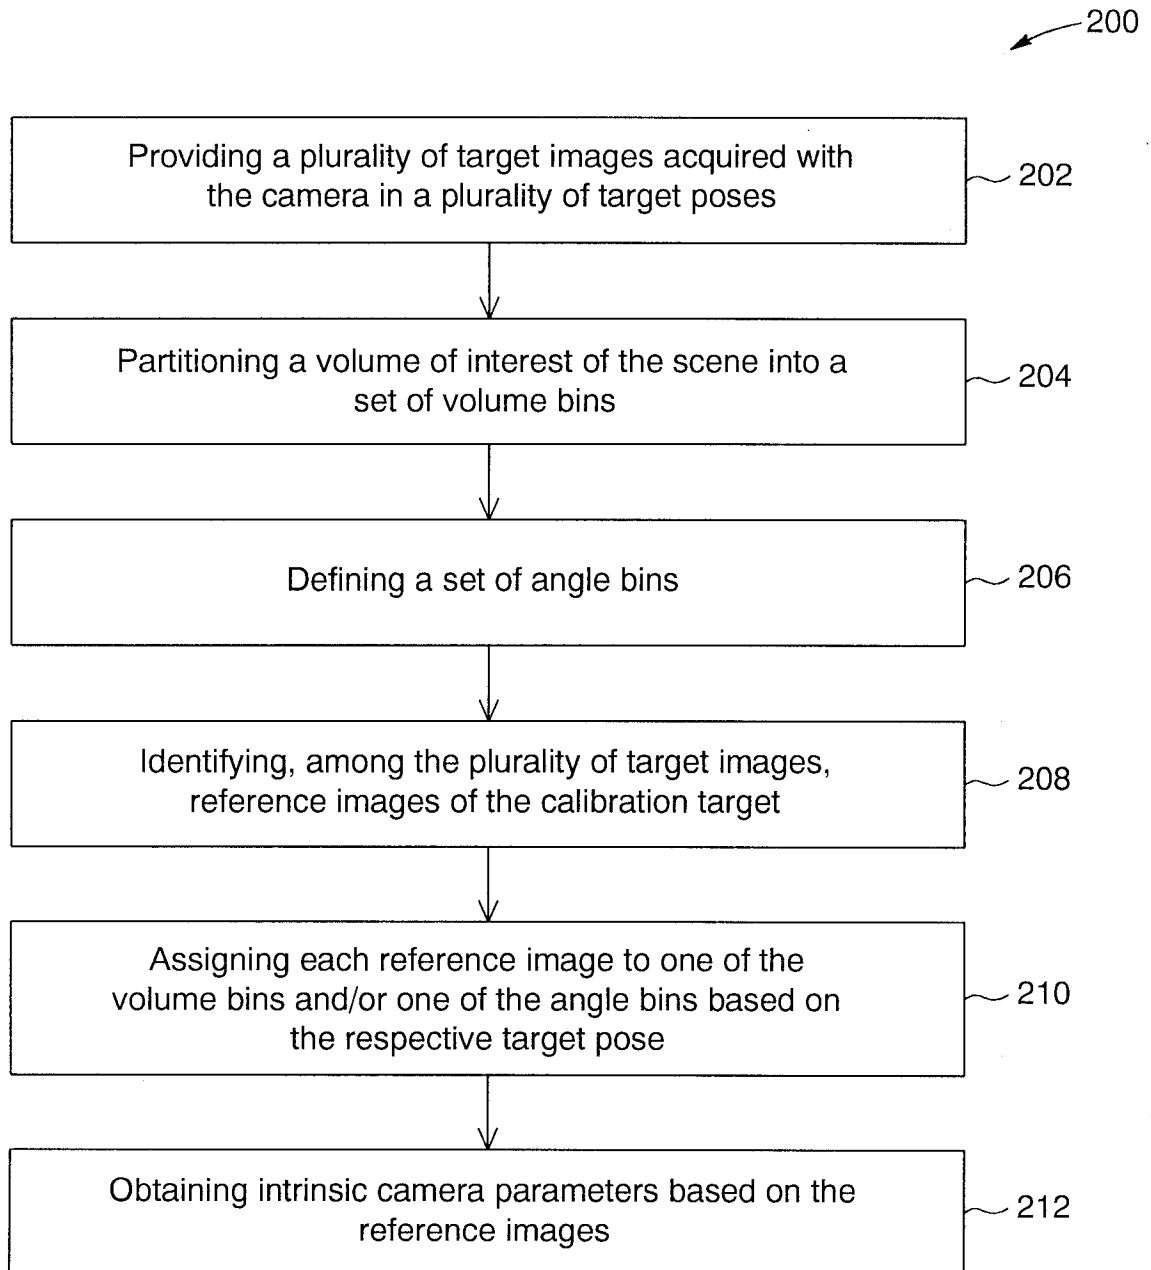 200
Providing a plurality of target images acquired with
the camera in a plurality of target poses
202
Partitioning a volume of interest of the scene into a
set of volume bins
204
Defining a set of angle bins
206
Identifying, among the plurality of target images,
reference images of the calibration target
208
Assigning each reference image to one of the
volume bins and/or one of the angle bins based on
the respective target pose
210
Obtaining intrinsic camera parameters based on the
reference images
212